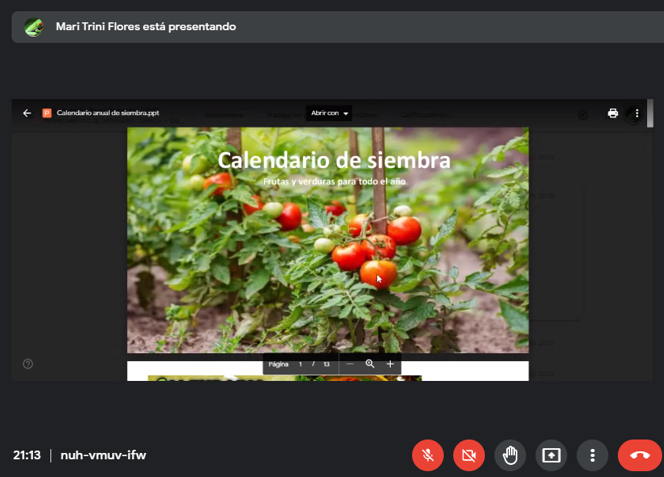 Mari Trini Flores está presentando
Calendario anual de siembra.ppt
Abrir con
Calendario de siembra
Frutas y verduras para todo el año
Página 1 / 13
21:13 | nuh-vmuv-ifw